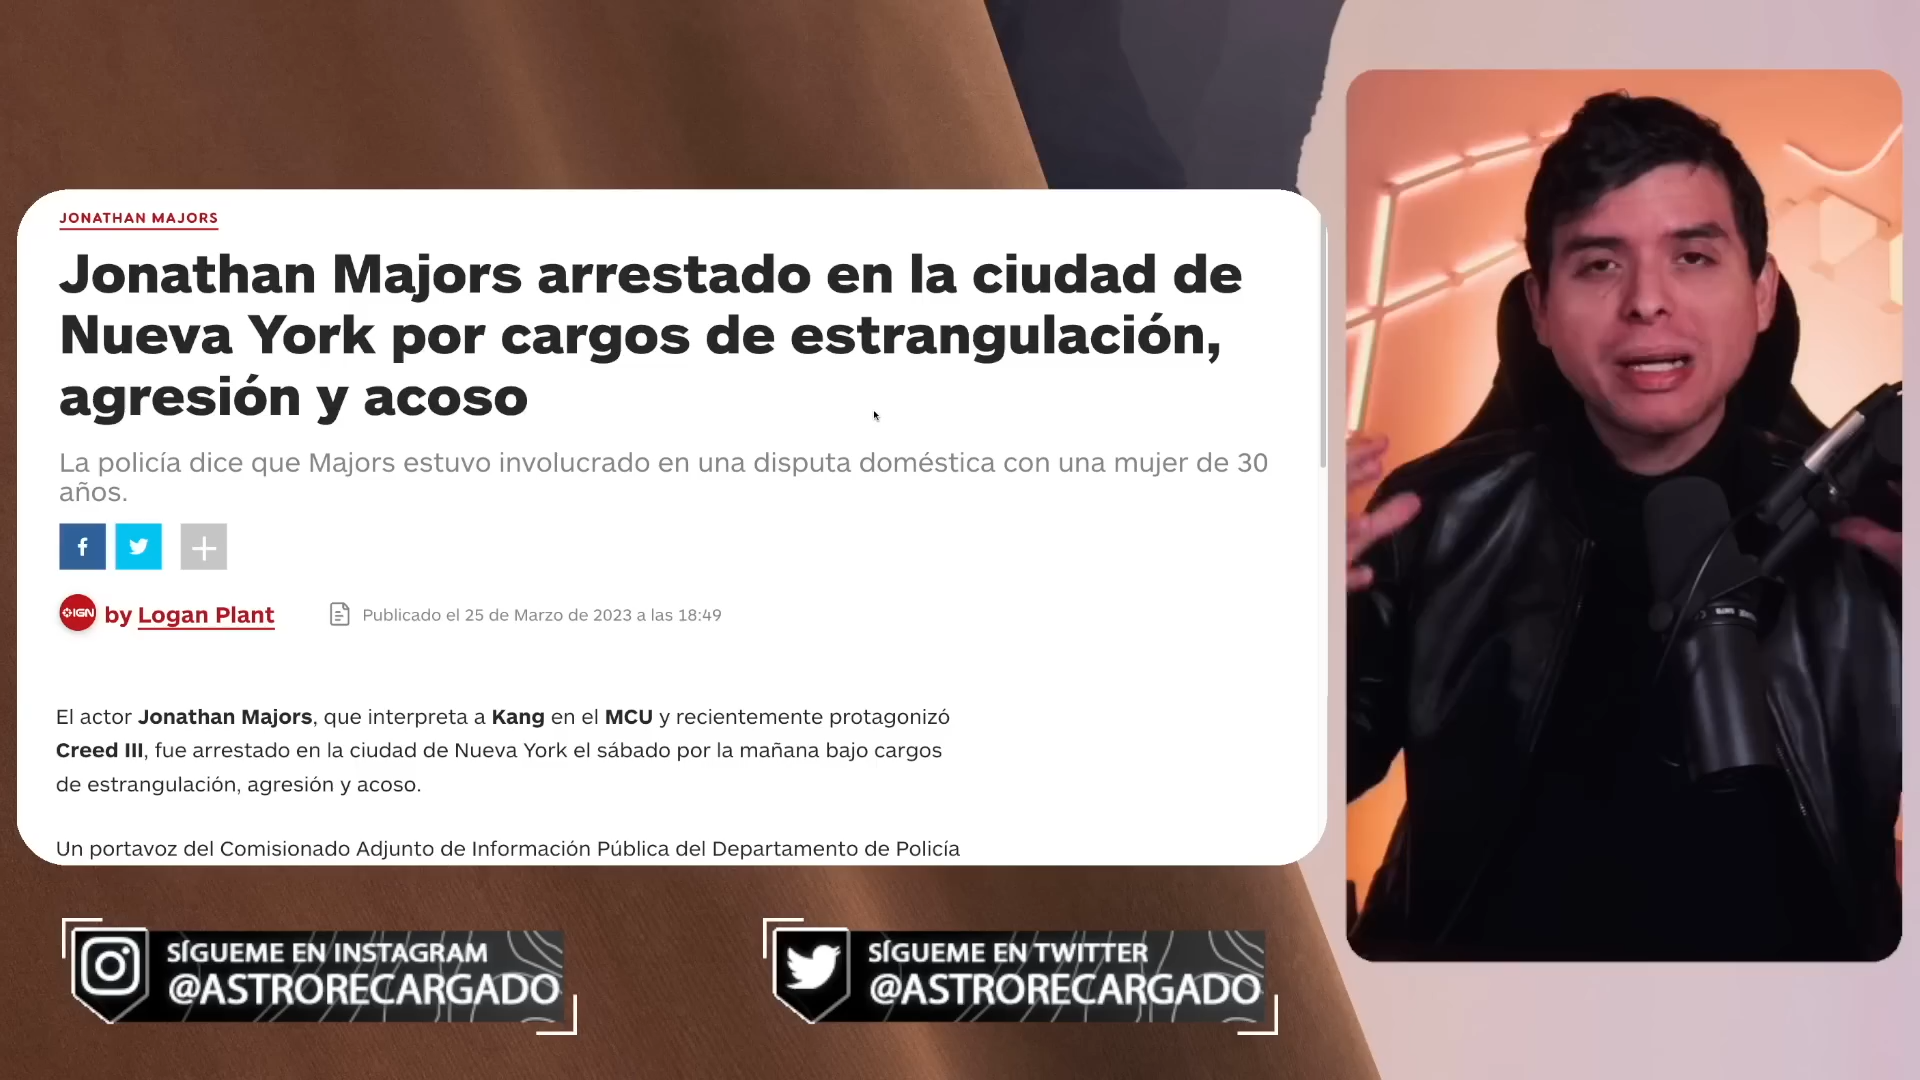 JONATHAN MAJORS
Jonathan Majors arrestado en la ciudad de
Nueva York por cargos de estrangulación,
agresión y acoso
La policía dice que Majors estuvo involucrado en una disputa doméstica con una mujer de 30
años.
IGN by Logan Plant
Publicado el 25 de Marzo de 2023 a las 18:49
El actor Jonathan Majors, que interpreta a Kang en el MCU y recientemente protagonizó
Creed III, fue arrestado en la ciudad de Nueva York el sábado por la mañana bajo cargos
de estrangulación, agresión y acoso.
Un portavoz del Comisionado Adjunto de Información Pública del Departamento de Policía
SÍGUEME EN INSTAGRAM
@ASTRORECARGADO
SÍGUEME EN TWITTER
@ASTRORECARGADO